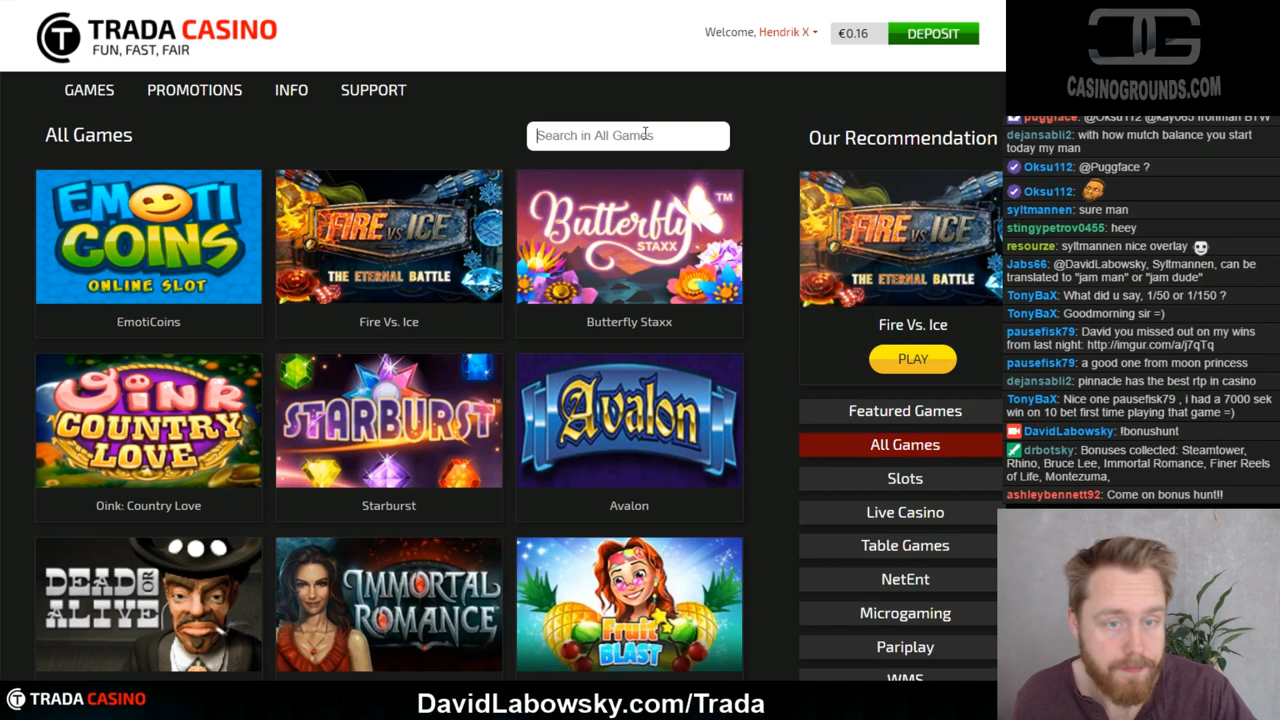 TRADA CASINO
FUN, FAST, FAIR
Welcome, Hendrik X
€0.16
DEPOSIT
GAMES
PROMOTIONS
INFO
SUPPORT
All Games
Search in All Games
Our Recommendation
EMOTI
COINS
ONLINE SLOT
EmotiCoins
FIRE VS. ICE
THE ETERNAL BATTLE
Fire Vs. Ice
Butterfly™
STAXX
Butterfly Staxx
FIRE VS. ICE
THE ETERNAL BATTLE
Fire Vs. Ice
PLAY
Oink
COUNTRY
LOVE
Oink: Country Love
STARBURST™
Starburst
Avalon
Avalon
DEAD OR
ALIVE
IMMORTAL
ROMANCE
Fruit
BLAST
Featured Games
All Games
Slots
Live Casino
Table Games
NetEnt
Microgaming
Pariplay
WMS
CG
CASINOGROUNDS.COM
puggface: @Oksu112 @kay065 Ironman BTW
dejansabli2: with how mutch balance you start
today my man
Oksu112: @Puggface ?
Oksu112:
syltmannen: sure man
stingypetrov0455: heey
resourze: syltmannen nice overlay
Jabs66: @DavidLabowsky, Syltmannen, can be
translated to "jam man" or "jam dude"
TonyBaX: What did u say, 1/50 or 1/150 ?
TonyBaX: Goodmorning sir =)
pausefisk79: David you missed out on my wins
from last night: http://imgur.com/a/j7qTq
pausefisk79: a good one from moon princess
dejansabli2: pinnacle has the best rtp in casino
TonyBaX: Nice one pausefisk79 , i had a 7000 sek
win on 10 bet first time playing that game =)
DavidLabowsky: !bonushunt
drbotsky: Bonuses collected: Steamtower,
Rhino, Bruce Lee, Immortal Romance, Finer Reels
of Life, Montezuma,
ashleybennett92: Come on bonus hunt!!
TRADA CASINO
DavidLabowsky.com/Trada